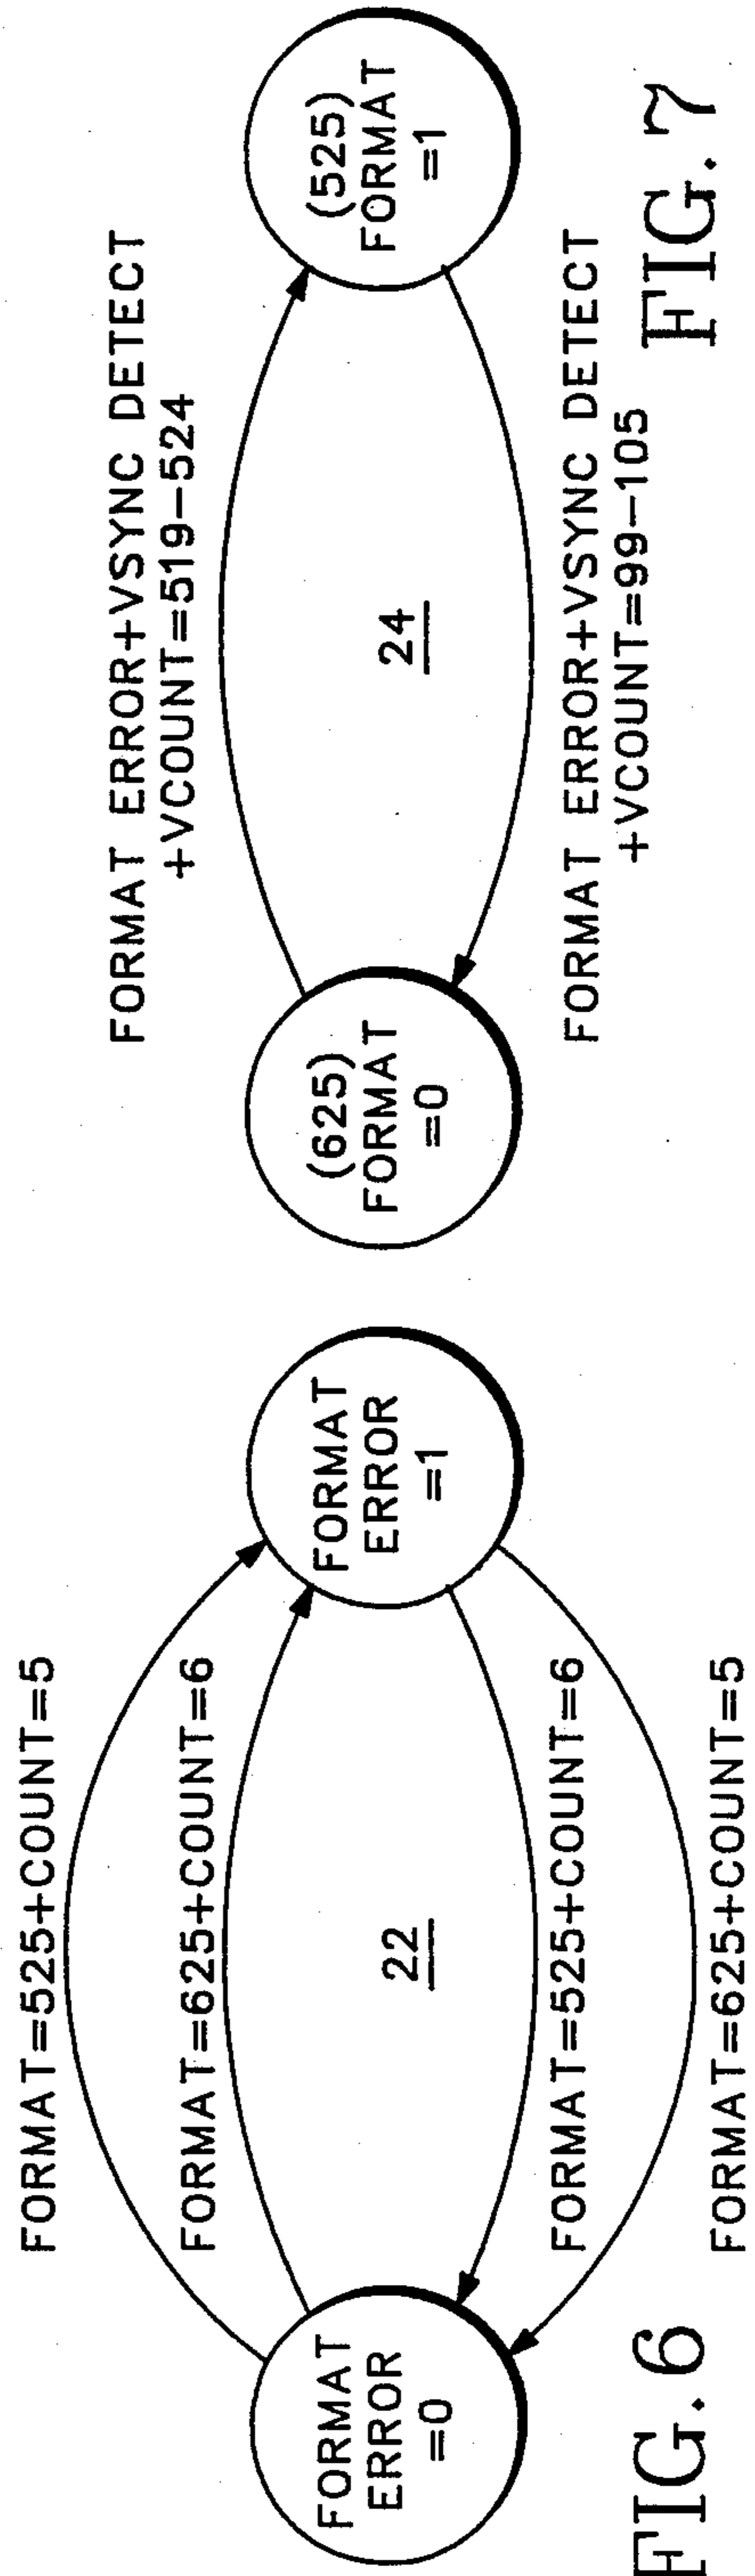 FORMAT=525+COUNT=5
FORMAT=625+COUNT=6
FORMAT
ERROR
=0
22
FORMAT
ERROR
=1
FORMAT=525+COUNT=6
FORMAT=625+COUNT=5
FIG. 6
FORMAT ERROR+VSYNC DETECT
+VCOUNT=519-524
(625)
FORMAT
=0
24
(525)
FORMAT
=1
FORMAT ERROR+VSYNC DETECT
+VCOUNT=99-105
FIG. 7